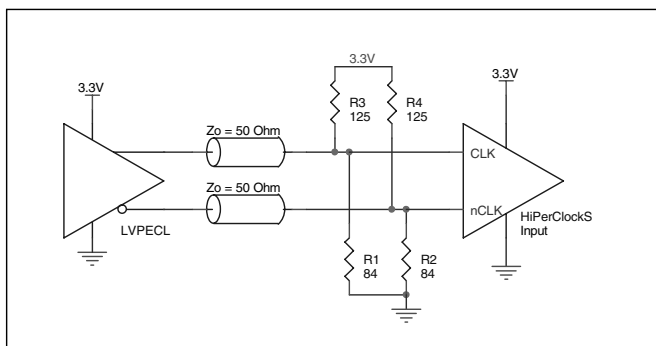 3.3V
3.3V
3.3V
R3
125
R4
125
Zo = 50 Ohm
CLK
Zo = 50 Ohm
nCLK
HiPerClockS
Input
LVPECL
R1
84
R2
84